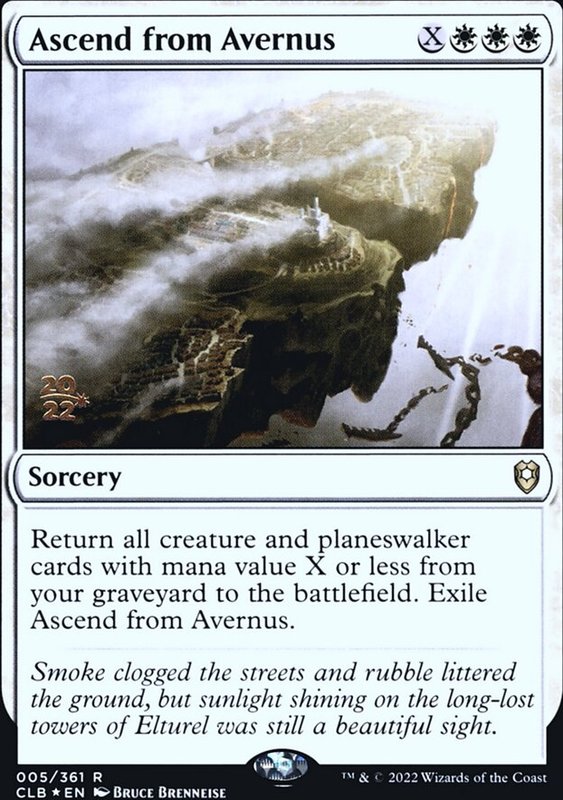 Ascend from Avernus X
20
22
Sorcery
Return all creature and planeswalker
cards with mana value X or less from
your graveyard to the battlefield. Exile
Ascend from Avernus.
Smoke clogged the streets and rubble littered
the ground, but sunlight shining on the long-lost
towers of Elturel was still a beautiful sight.
005/361 R
CLB ★ EN Bruce Brenneise
™ & © 2022 Wizards of the Coast